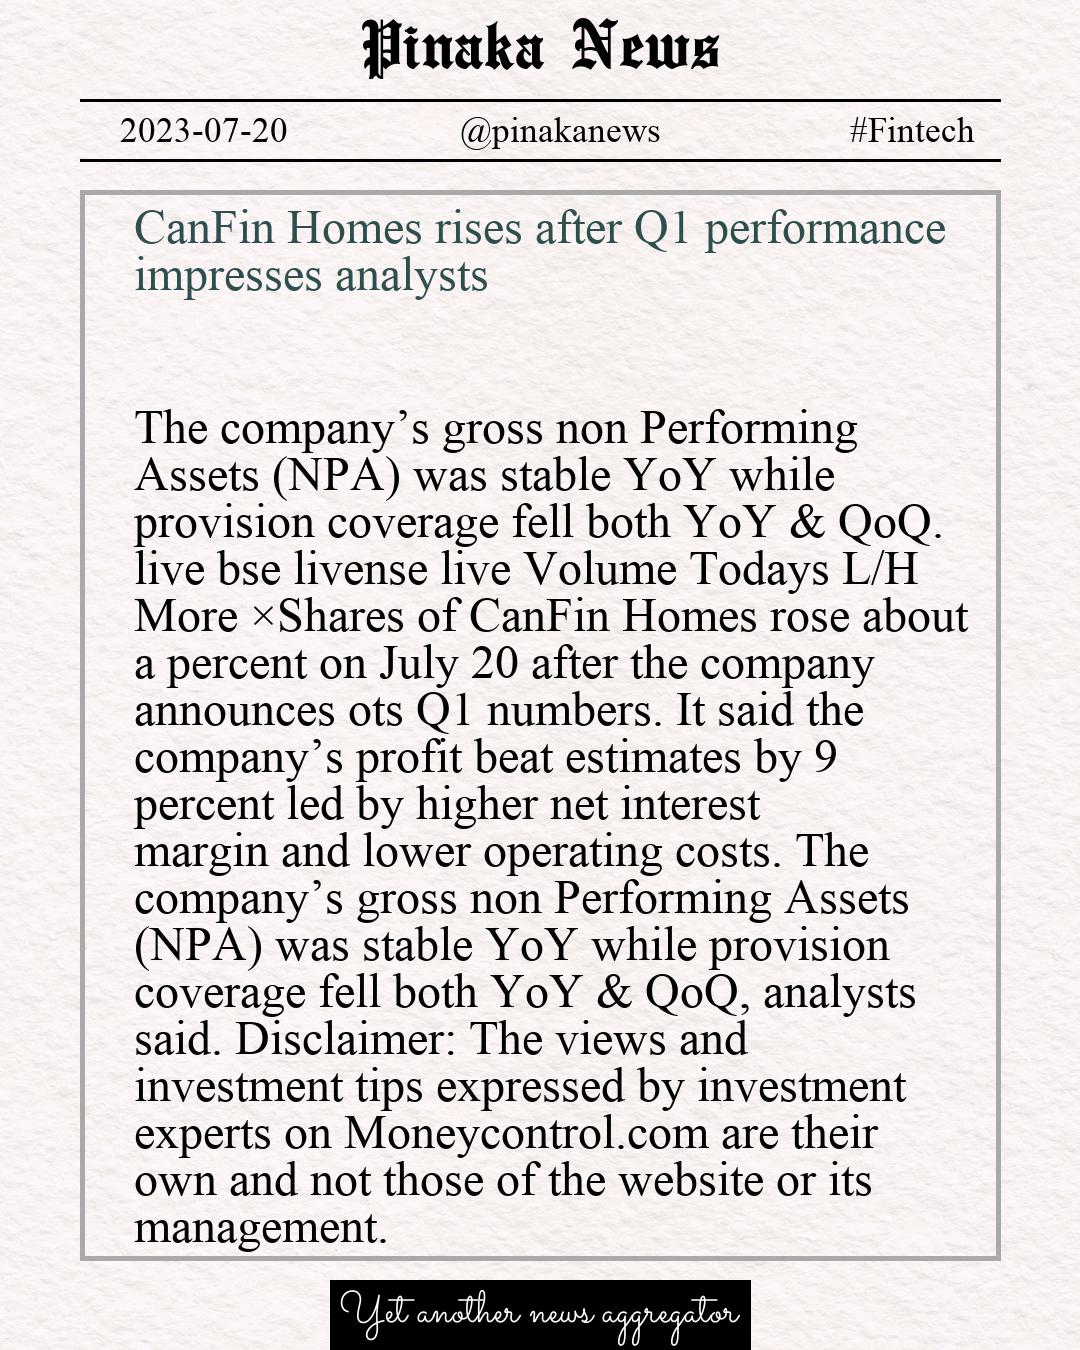 Pinaka News
2023-07-20 @pinakanews #Fintech
CanFin Homes rises after Q1 performance
impresses analysts
The company’s gross non Performing
Assets (NPA) was stable YoY while
provision coverage fell both YoY & QoQ.
live bse livense live Volume Todays L/H
More ×Shares of CanFin Homes rose about
a percent on July 20 after the company
announces ots Q1 numbers. It said the
company’s profit beat estimates by 9
percent led by higher net interest
margin and lower operating costs. The
company’s gross non Performing Assets
(NPA) was stable YoY while provision
coverage fell both YoY & QoQ, analysts
said. Disclaimer: The views and
investment tips expressed by investment
experts on Moneycontrol.com are their
own and not those of the website or its
management.
Yet another news aggregator